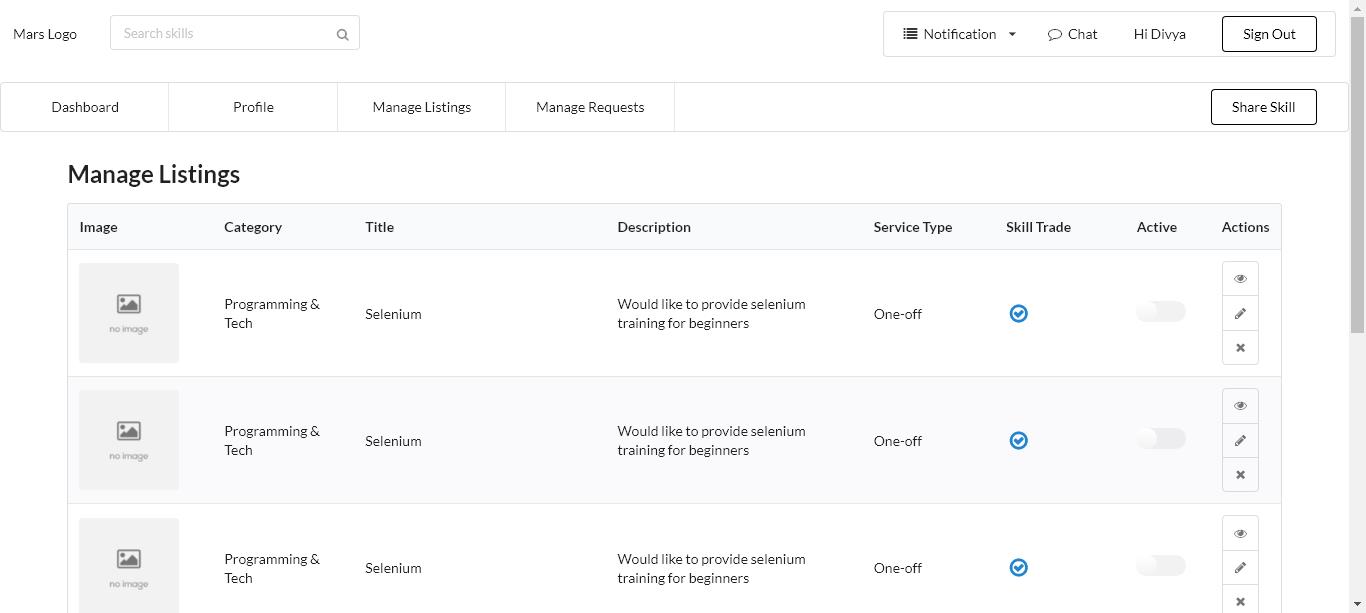 Mars Logo
Search skills
Notification
Chat
Hi Divya
Sign Out
Dashboard
Profile
Manage Listings
Manage Requests
Share Skill
Manage Listings
Image Category Title Description Service Type Skill Trade Active Actions
no image
Programming &
Tech
Selenium
Would like to provide selenium
training for beginners
One-off
no image
Programming &
Tech
Selenium
Would like to provide selenium
training for beginners
One-off
no image
Programming &
Tech
Selenium
Would like to provide selenium
training for beginners
One-off